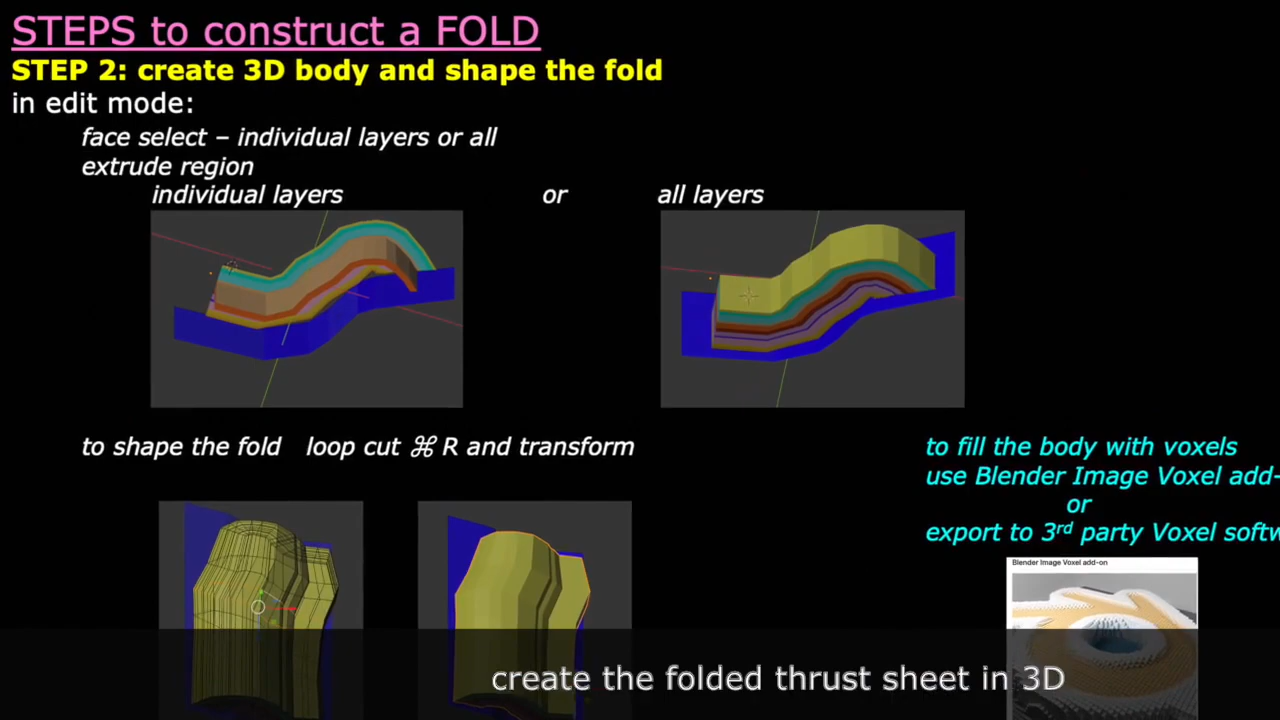 STEPS to construct a FOLD
STEP 2: create 3D body and shape the fold
in edit mode:
face select – individual layers or all
extrude region
individual layers or all layers
to shape the fold loop cut ⌘ R and transform
to fill the body with voxels
use Blender Image Voxel add-
or
export to 3rd party Voxel softw
Blender Image Voxel add-on
create the folded thrust sheet in 3D